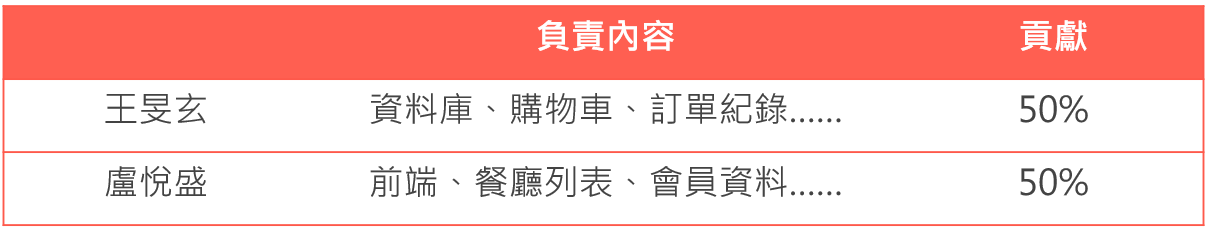 負責內容 貢獻
王旻玄 資料庫、購物車、訂單紀錄...... 50%
盧悅盛 前端、餐廳列表、會員資料...... 50%